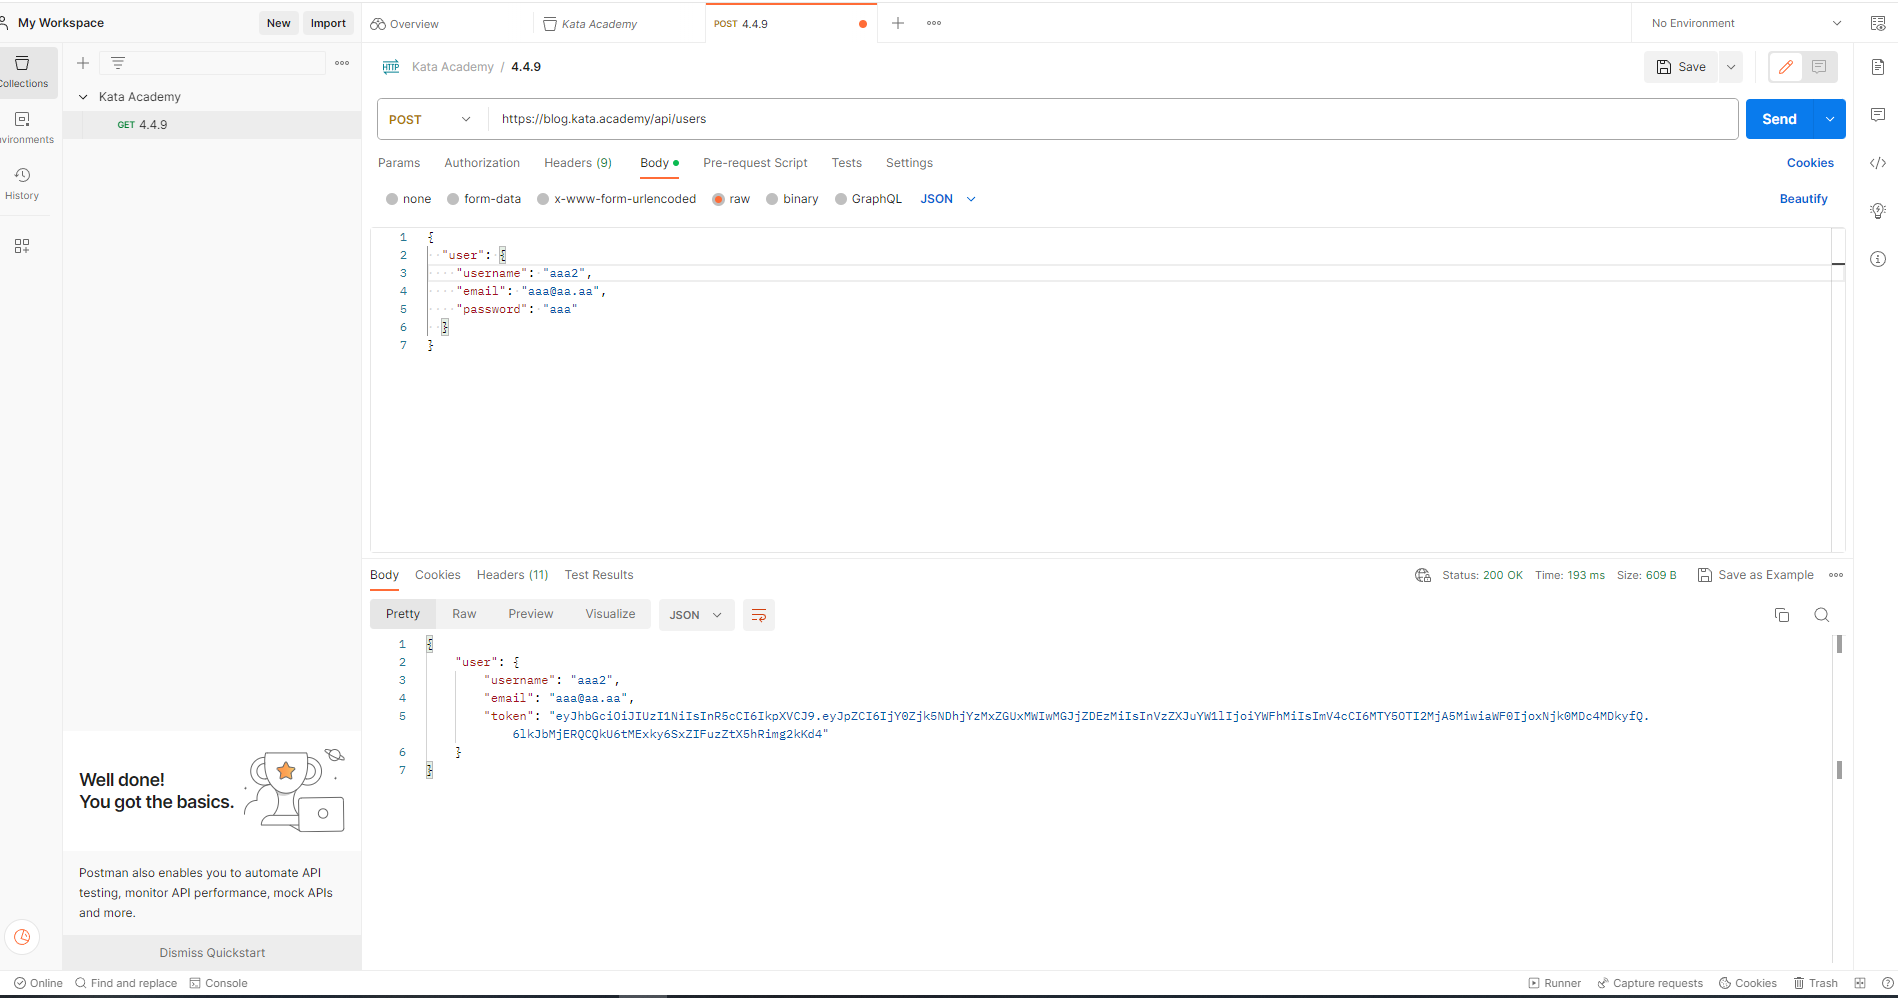 My Workspace
New
Import
Overview
Kata Academy
POST 4.4.9
No Environment
Collections
Kata Academy
GET 4.4.9
Environments
History
HTTP Kata Academy / 4.4.9
Save
POST
https://blog.kata.academy/api/users
Send
Params Authorization Headers (9) Body Pre-request Script Tests Settings
Cookies
none form-data x-www-form-urlencoded raw binary GraphQL JSON
Beautify
1 {
2 "user": {
3 "username": "aaa2",
4 "email": "aaa@aa.aa",
5 "password": "aaa"
6 }
7 }
Body Cookies Headers (11) Test Results
Status: 200 OK Time: 193 ms Size: 609 B Save as Example
Pretty Raw Preview Visualize JSON
1 {
2 "user": {
3 "username": "aaa2",
4 "email": "aaa@aa.aa",
5 "token": "eyJhbGciOiJIUzI1NiIsInR5cCI6IkpXVCJ9.eyJpZCI6IjY0Zjk5NDhjYzMxZGUxMWIwMGJjZDEzMiIsInVzZXJuYW1lIjoiYWFhMiIsImV4cCI6MTY5OTI2MjA5MiwiaWF0IjoxNjk0MDc4MDkyfQ.
6lkJbMjERQCQkU6tMExky6SxZIFuzZtX5hRimg2kKd4"
6 }
7 }
Well done!
You got the basics.
Postman also enables you to automate API
testing, monitor API performance, mock APIs
and more.
Dismiss Quickstart
Online Find and replace Console
Runner Capture requests Cookies Trash